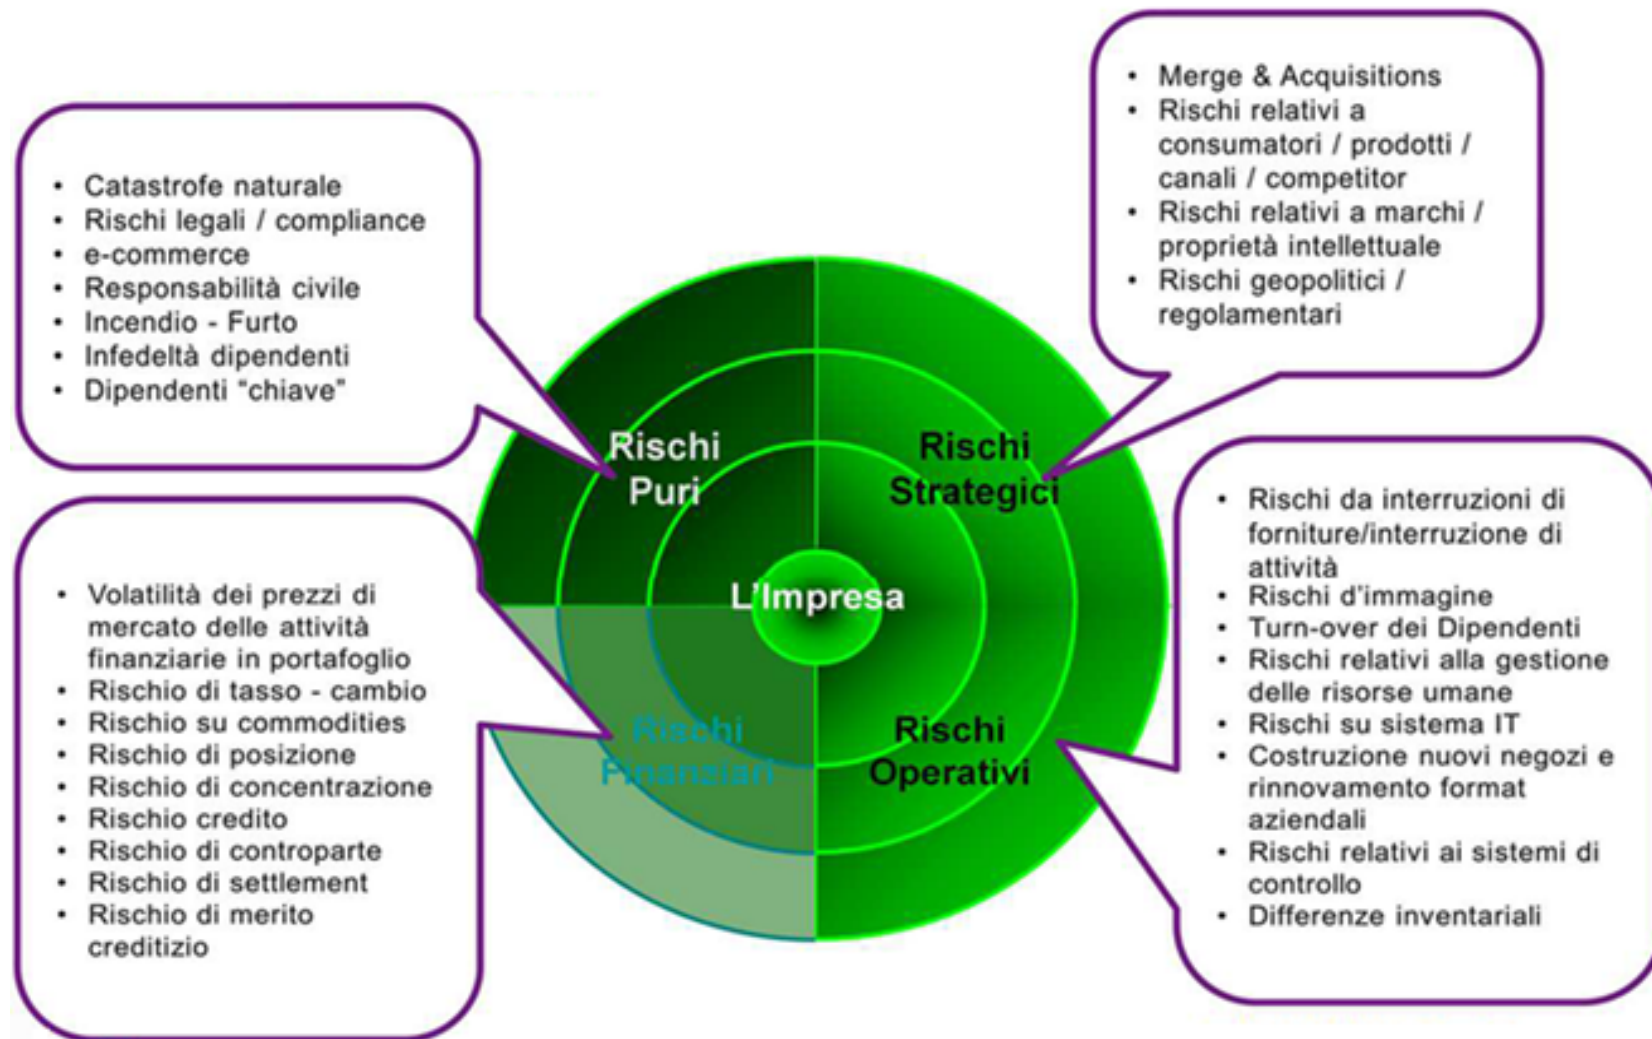 • Catastrofe naturale
• Rischi legali / compliance
• e-commerce
• Responsabilità civile
• Incendio - Furto
• Infedeltà dipendenti
• Dipendenti “chiave”
• Merge & Acquisitions
• Rischi relativi a
consumatori / prodotti /
canali / competitor
• Rischi relativi a marchi /
proprietà intellettuale
• Rischi geopolitici /
regolamentari
Rischi
Puri
Rischi
Strategici
L'Impresa
Rischi
Finanziari
Rischi
Operativi
• Volatilità dei prezzi di
mercato delle attività
finanziarie in portafoglio
• Rischio di tasso - cambio
• Rischio su commodities
• Rischio di posizione
• Rischio di concentrazione
• Rischio credito
• Rischio di controparte
• Rischio di settlement
• Rischio di merito
creditizio
• Rischi da interruzioni di
forniture/interruzione di
attività
• Rischi d'immagine
• Turn-over dei Dipendenti
• Rischi relativi alla gestione
delle risorse umane
• Rischi su sistema IT
• Costruzione nuovi negozi e
rinnovamento format
aziendali
• Rischi relativi ai sistemi di
controllo
• Differenze inventariali